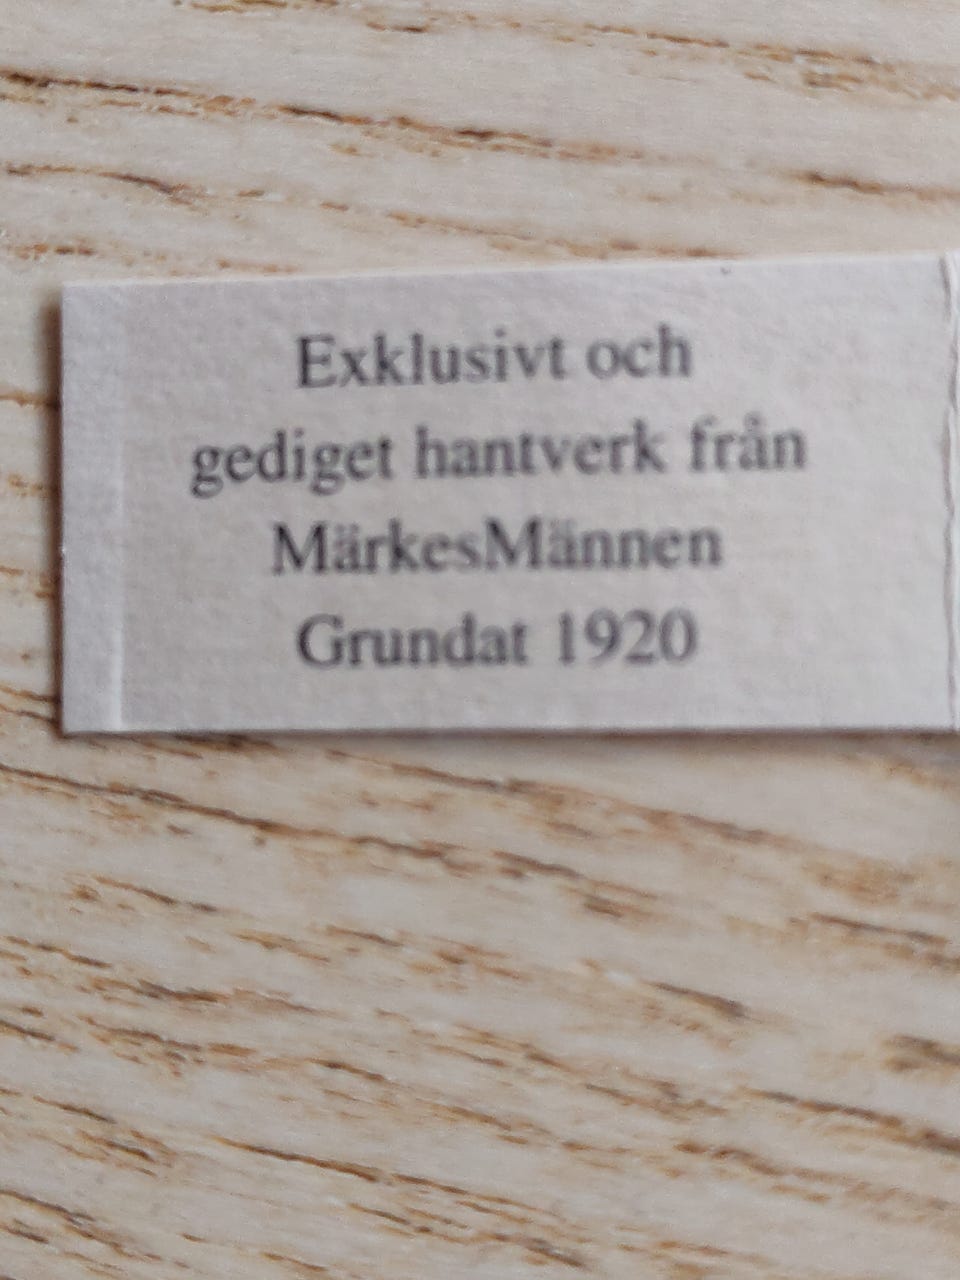 Exklusivt och
gediget hantverk från
MärkesMännen
Grundat 1920